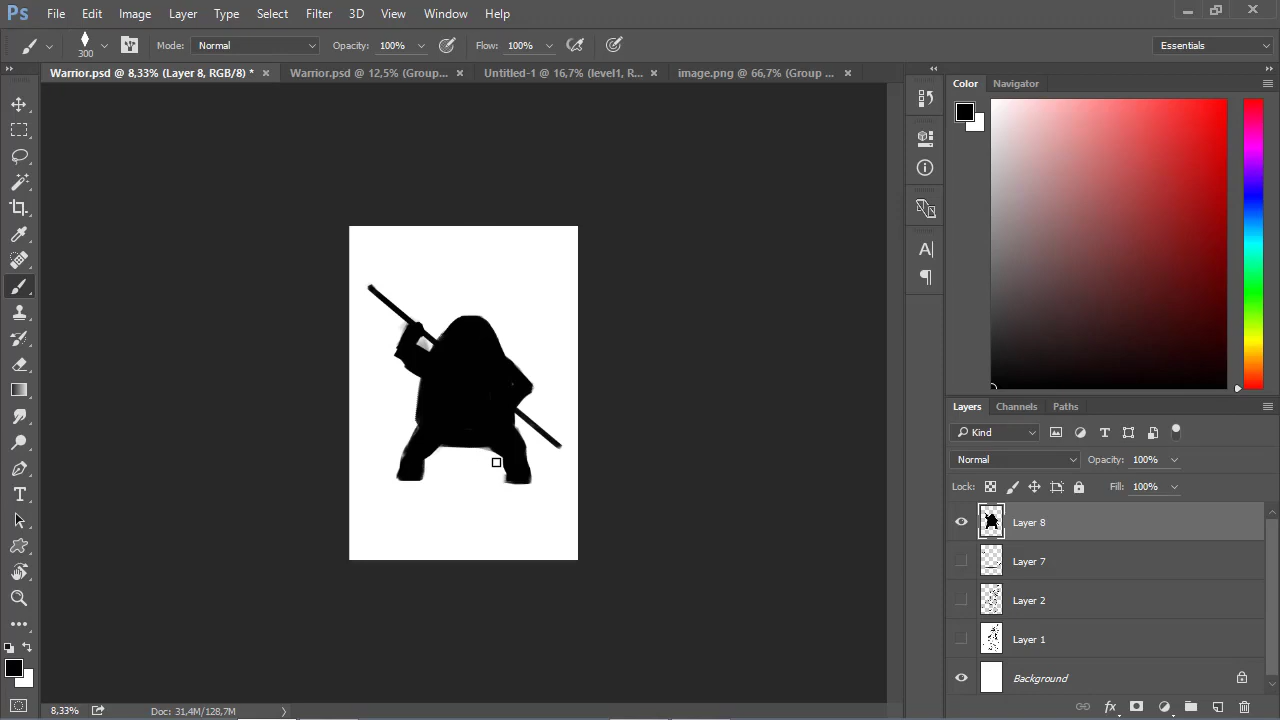 Ps File Edit Image Layer Type Select Filter 3D View Window Help
300 Mode: Normal Opacity: 100% Flow: 100% Essentials
Warrior.psd @ 8,33% (Layer 8, RGB/8) * Warrior.psd @ 12,5% (Group... Untitled-1 @ 16,7% (level1, R... image.png @ 66,7% (Group ...
Color Navigator
Layers Channels Paths
Kind
Normal Opacity: 100%
Lock: Fill: 100%
Layer 8
Layer 7
Layer 2
Layer 1
Background
8,33% Doc: 31,4M/128,7M